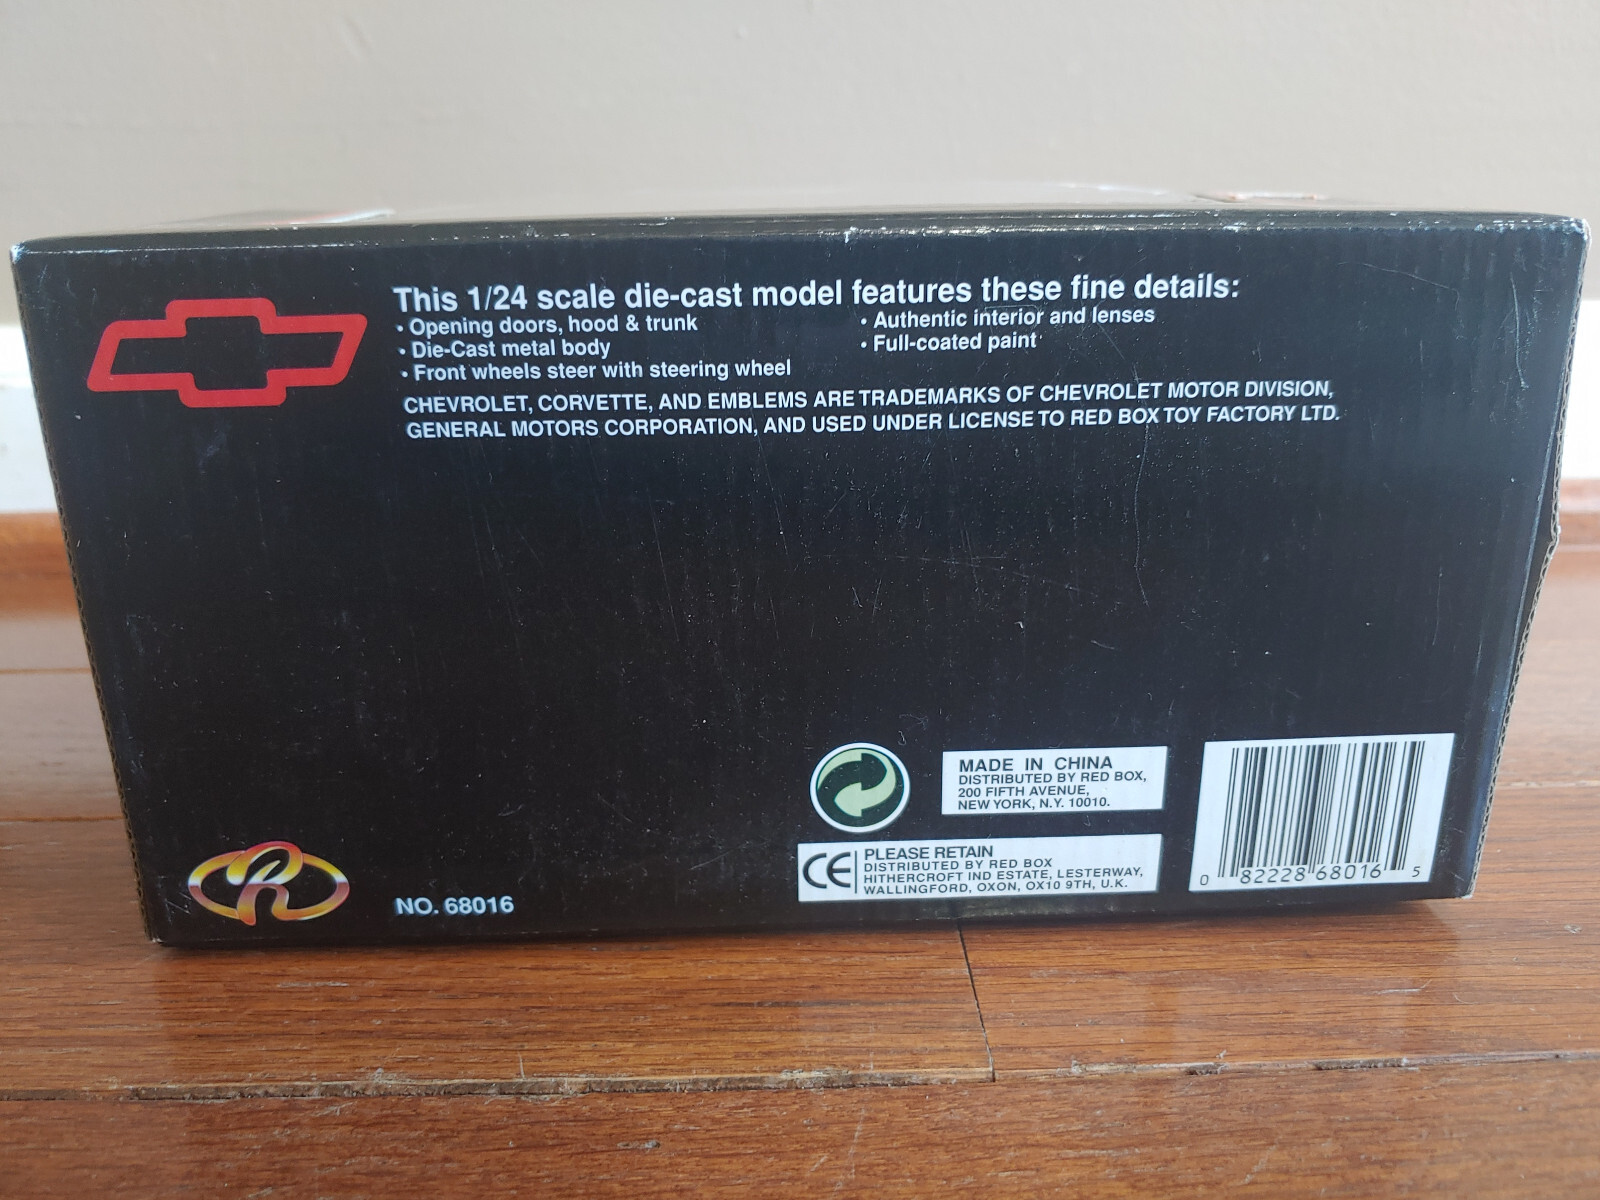 This 1/24 scale die-cast model features these fine details:
• Opening doors, hood & trunk
• Die-Cast metal body
• Front wheels steer with steering wheel
• Authentic interior and lenses
• Full-coated paint
CHEVROLET, CORVETTE, AND EMBLEMS ARE TRADEMARKS OF CHEVROLET MOTOR DIVISION,
GENERAL MOTORS CORPORATION, AND USED UNDER LICENSE TO RED BOX TOY FACTORY LTD.
MADE IN CHINA
DISTRIBUTED BY RED BOX,
200 FIFTH AVENUE,
NEW YORK, N.Y. 10010.
CE
PLEASE RETAIN
DISTRIBUTED BY RED BOX
HITHERCROFT IND ESTATE, LESTERWAY,
WALLINGFORD, OXON, OX10 9TH, U.K.
0 82228 68016 5
R
NO. 68016